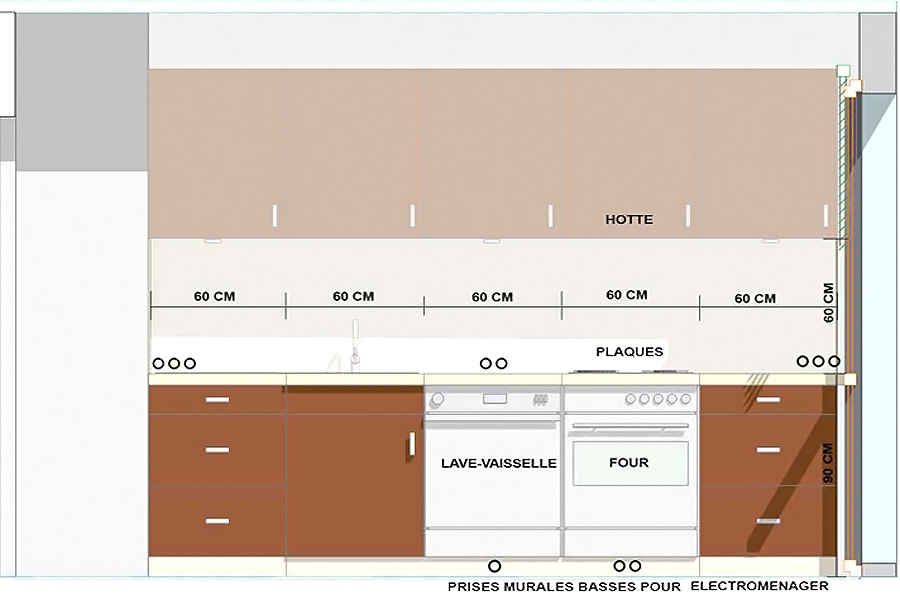 HOTTE
60 CM 60 CM 60 CM 60 CM 60 CM
60 CM
PLAQUES
LAVE-VAISSELLE FOUR
90 CM
PRISES MURALES BASSES POUR ELECTROMENAGER